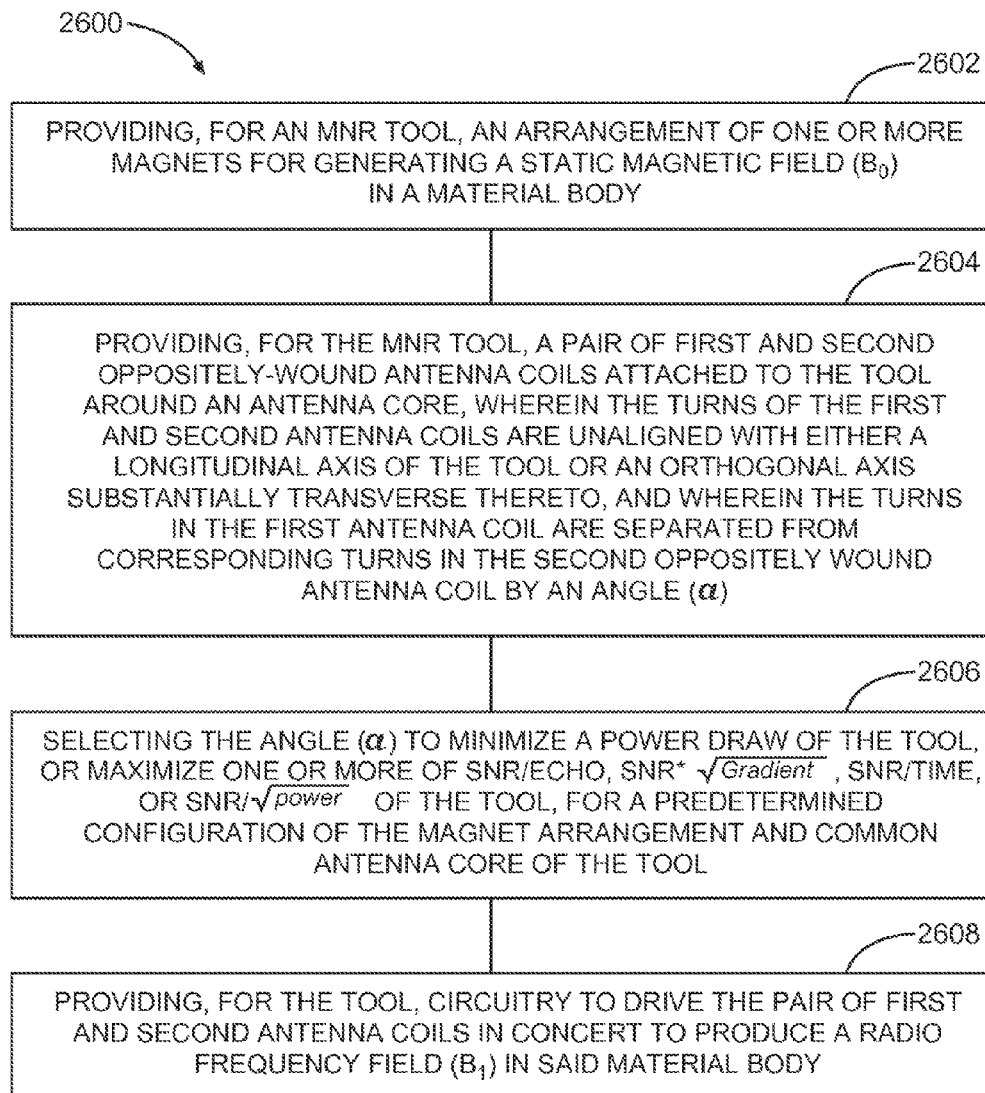 2600
2602
PROVIDING, FOR AN MNR TOOL, AN ARRANGEMENT OF ONE OR MORE
MAGNETS FOR GENERATING A STATIC MAGNETIC FIELD (B₀)
IN A MATERIAL BODY
2604
PROVIDING, FOR THE MNR TOOL, A PAIR OF FIRST AND SECOND
OPPOSITELY-WOUND ANTENNA COILS ATTACHED TO THE TOOL
AROUND AN ANTENNA CORE, WHEREIN THE TURNS OF THE FIRST
AND SECOND ANTENNA COILS ARE UNALIGNED WITH EITHER A
LONGITUDINAL AXIS OF THE TOOL OR AN ORTHOGONAL AXIS
SUBSTANTIALLY TRANSVERSE THERETO, AND WHEREIN THE TURNS
IN THE FIRST ANTENNA COIL ARE SEPARATED FROM
CORRESPONDING TURNS IN THE SECOND OPPOSITELY WOUND
ANTENNA COIL BY AN ANGLE (α)
2606
SELECTING THE ANGLE (α) TO MINIMIZE A POWER DRAW OF THE TOOL,
OR MAXIMIZE ONE OR MORE OF SNR/ECHO, SNR* √Gradient , SNR/TIME,
OR SNR/√power OF THE TOOL, FOR A PREDETERMINED
CONFIGURATION OF THE MAGNET ARRANGEMENT AND COMMON
ANTENNA CORE OF THE TOOL
2608
PROVIDING, FOR THE TOOL, CIRCUITRY TO DRIVE THE PAIR OF FIRST
AND SECOND ANTENNA COILS IN CONCERT TO PRODUCE A RADIO
FREQUENCY FIELD (B₁) IN SAID MATERIAL BODY